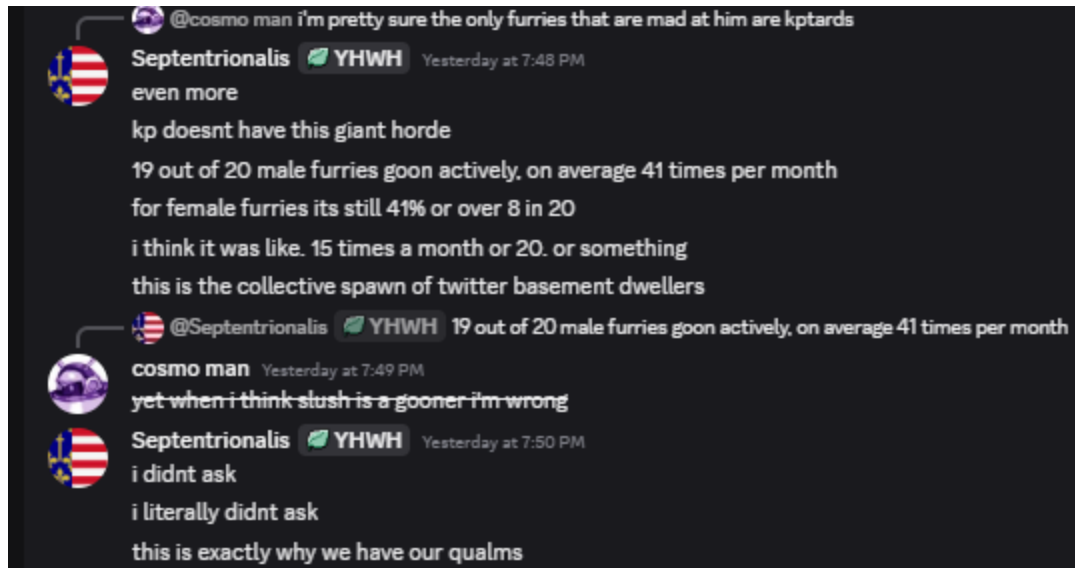 @cosmo man i'm pretty sure the only furries that are mad at him are kptards
Septentrionalis YHWH Yesterday at 7:48 PM
even more
kp doesnt have this giant horde
19 out of 20 male furries goon actively, on average 41 times per month
for female furries its still 41% or over 8 in 20
i think it was like. 15 times a month or 20. or something
this is the collective spawn of twitter basement dwellers
@Septentrionalis YHWH 19 out of 20 male furries goon actively, on average 41 times per month
cosmo man Yesterday at 7:49 PM
yet when i think slush is a gooner i'm wrong
Septentrionalis YHWH Yesterday at 7:50 PM
i didnt ask
i literally didnt ask
this is exactly why we have our qualms